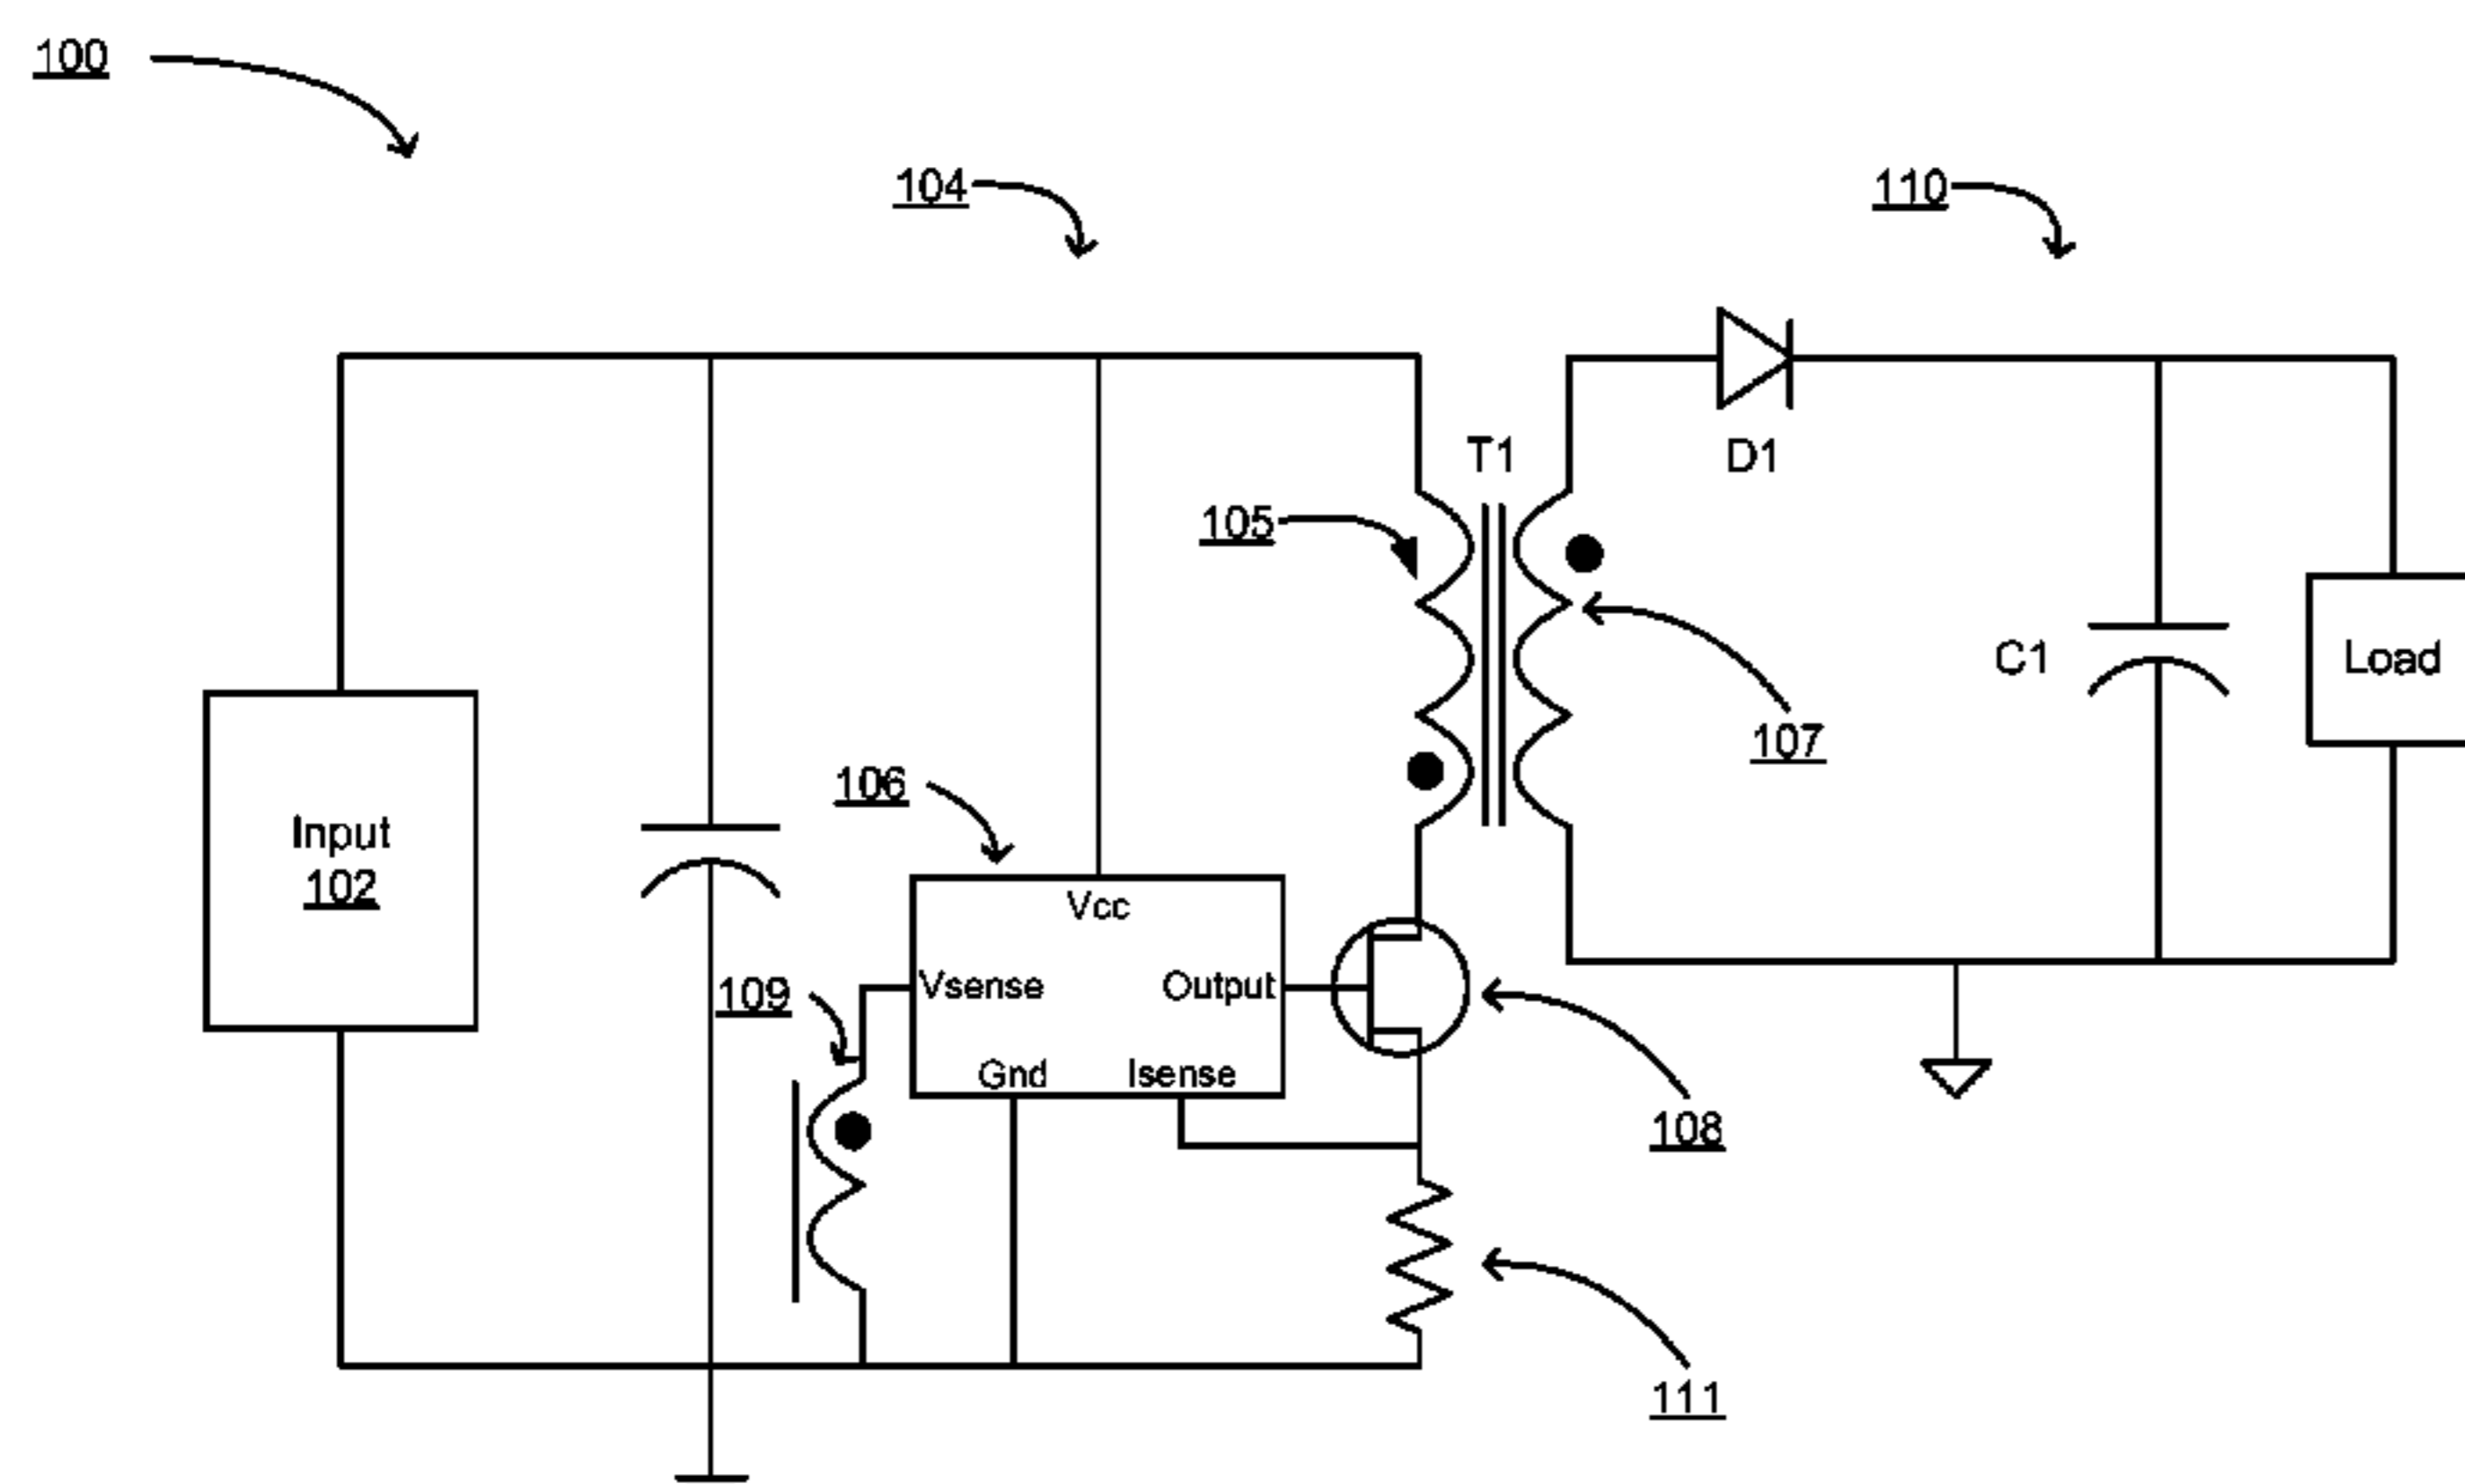 100
104
110
T1
D1
105
C1
Load
107
106
Input
102
Vcc
Vsense
Output
109
Gnd
Isense
108
111